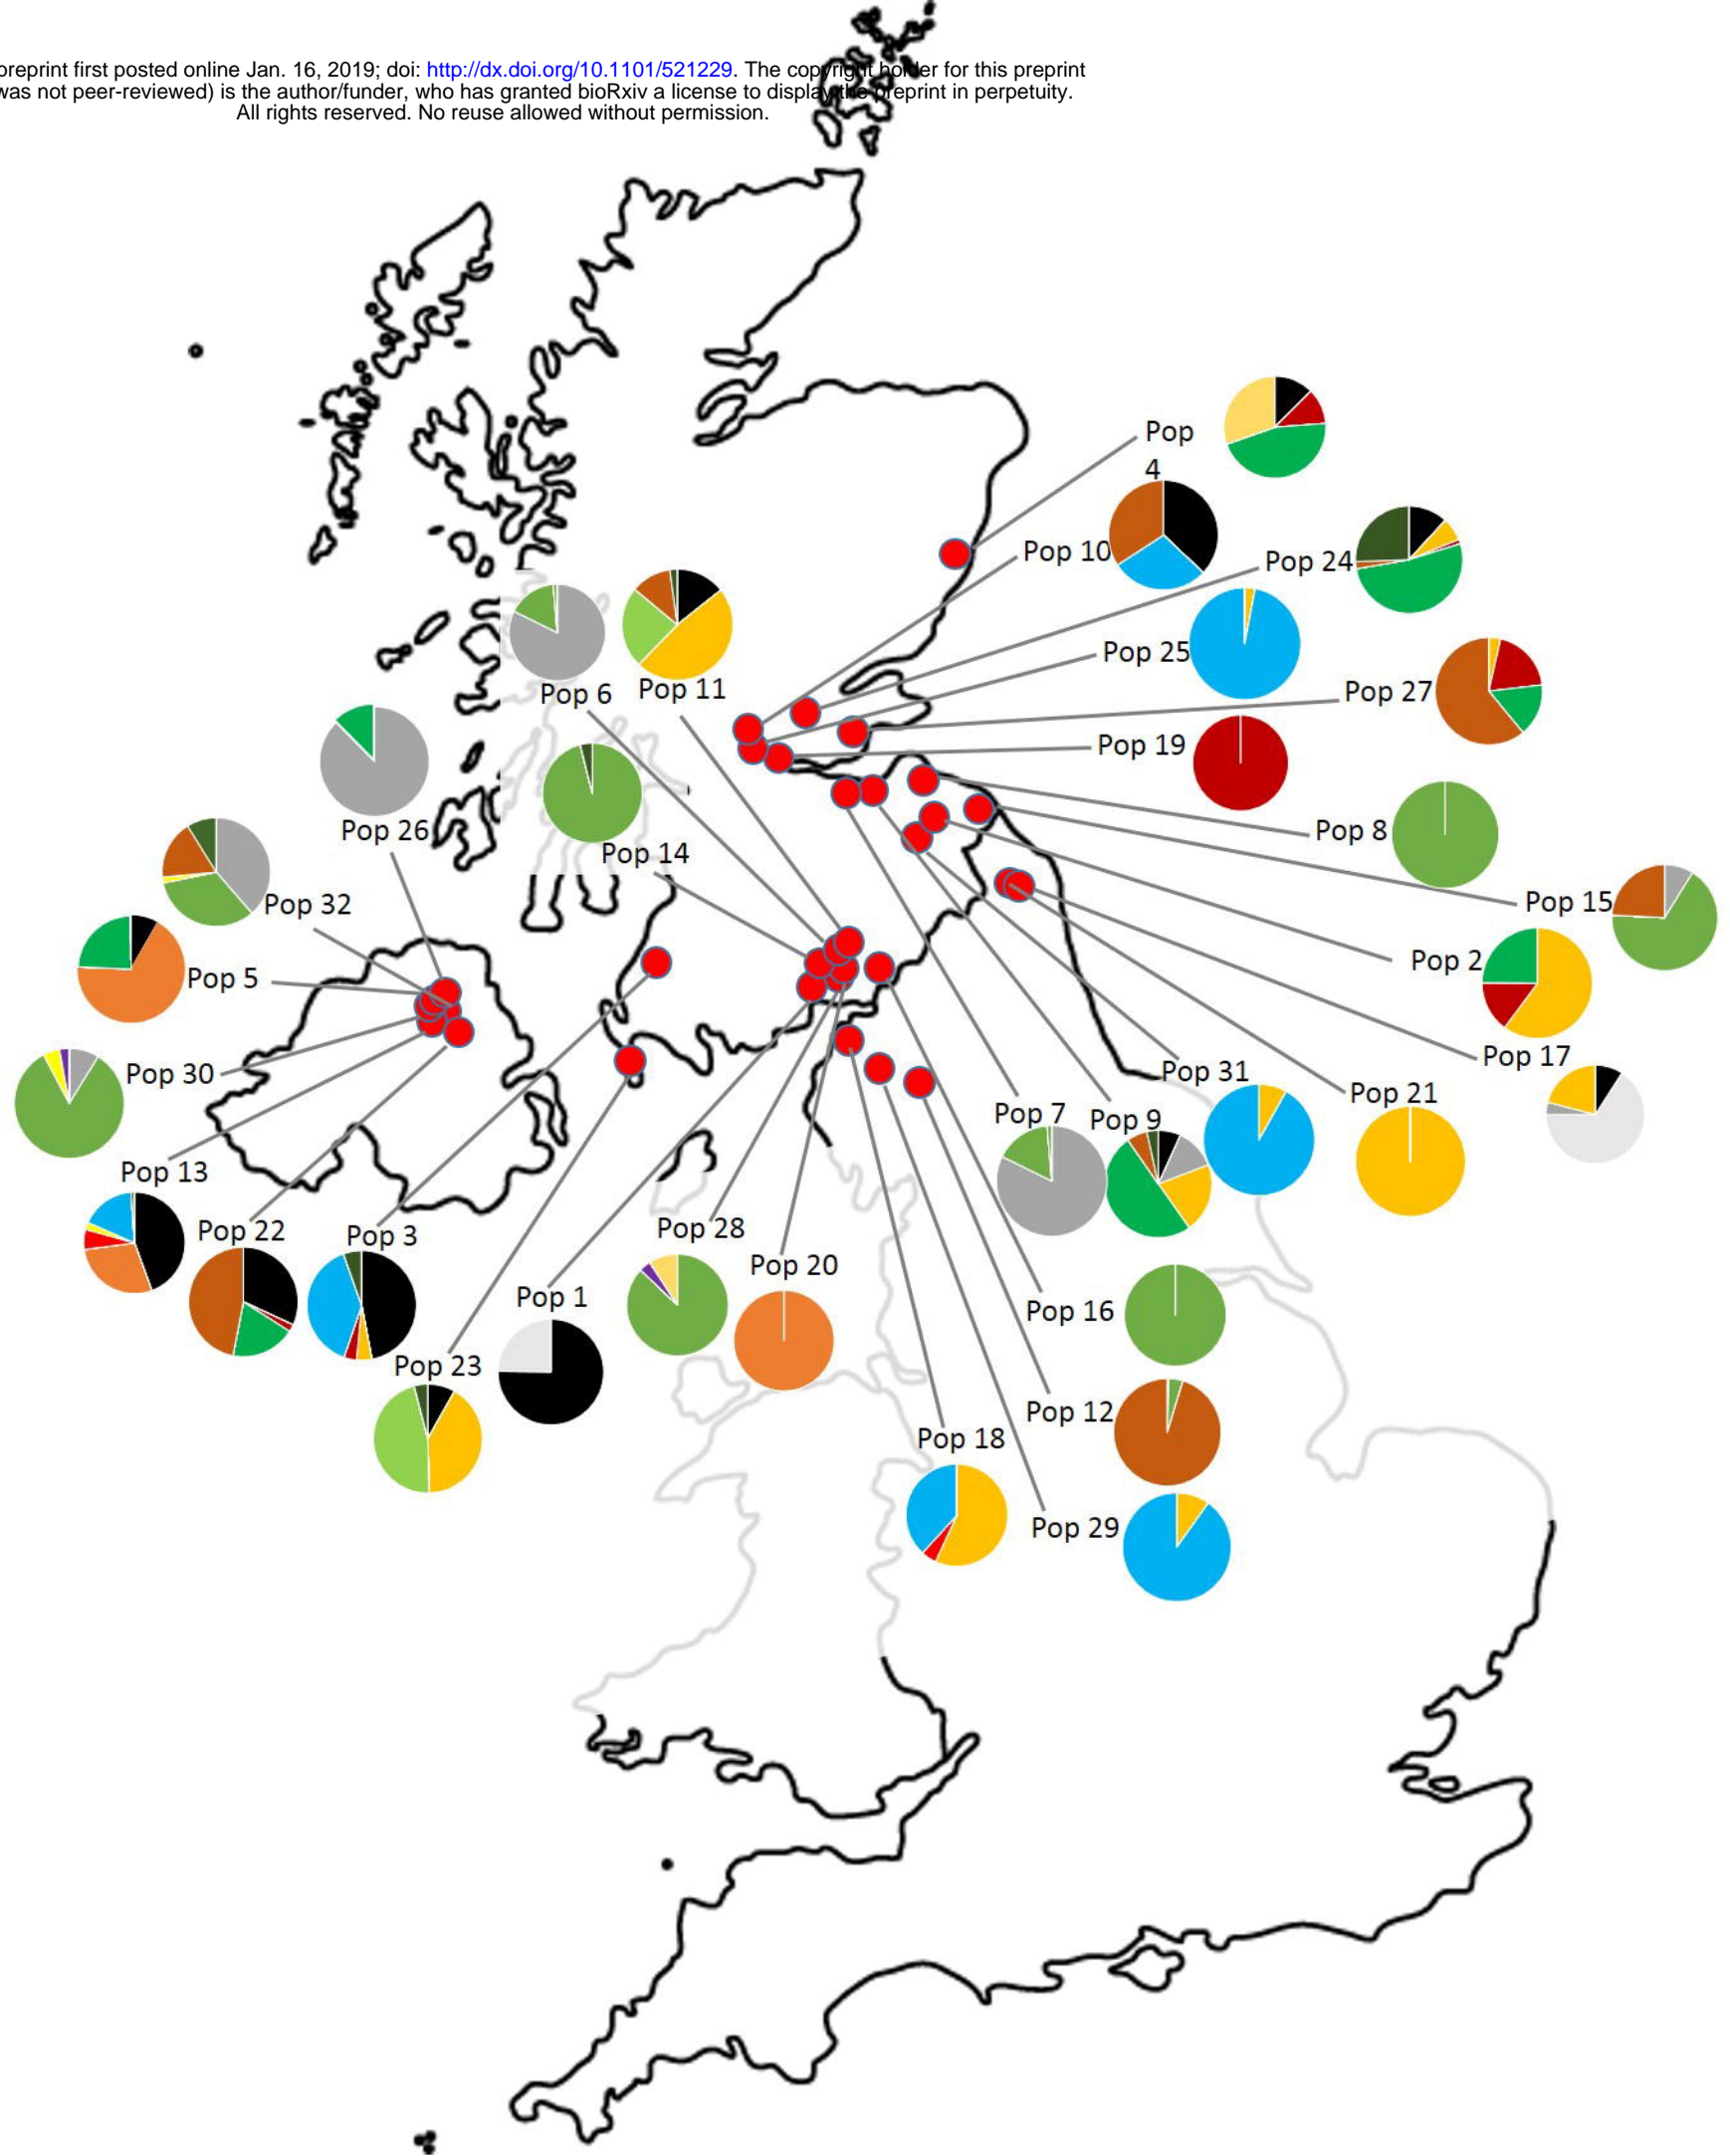 preprint first posted online Jan. 16, 2019; doi: http://dx.doi.org/10.1101/521229. The copyright holder for this preprint
was not peer-reviewed) is the author/funder, who has granted bioRxiv a license to display the preprint in perpetuity.
All rights reserved. No reuse allowed without permission.
Pop
4
Pop 10
Pop 24
Pop 25
Pop 6
Pop 11
Pop 27
Pop 19
Pop 26
Pop 8
Pop 14
Pop 32
Pop 15
Pop 2
Pop 5
Pop 17
Pop 30
Pop 31
Pop 21
Pop 7
Pop 9
Pop 13
Pop 22
Pop 3
Pop 28
Pop 20
Pop 1
Pop 16
Pop 23
Pop 12
Pop 18
Pop 29